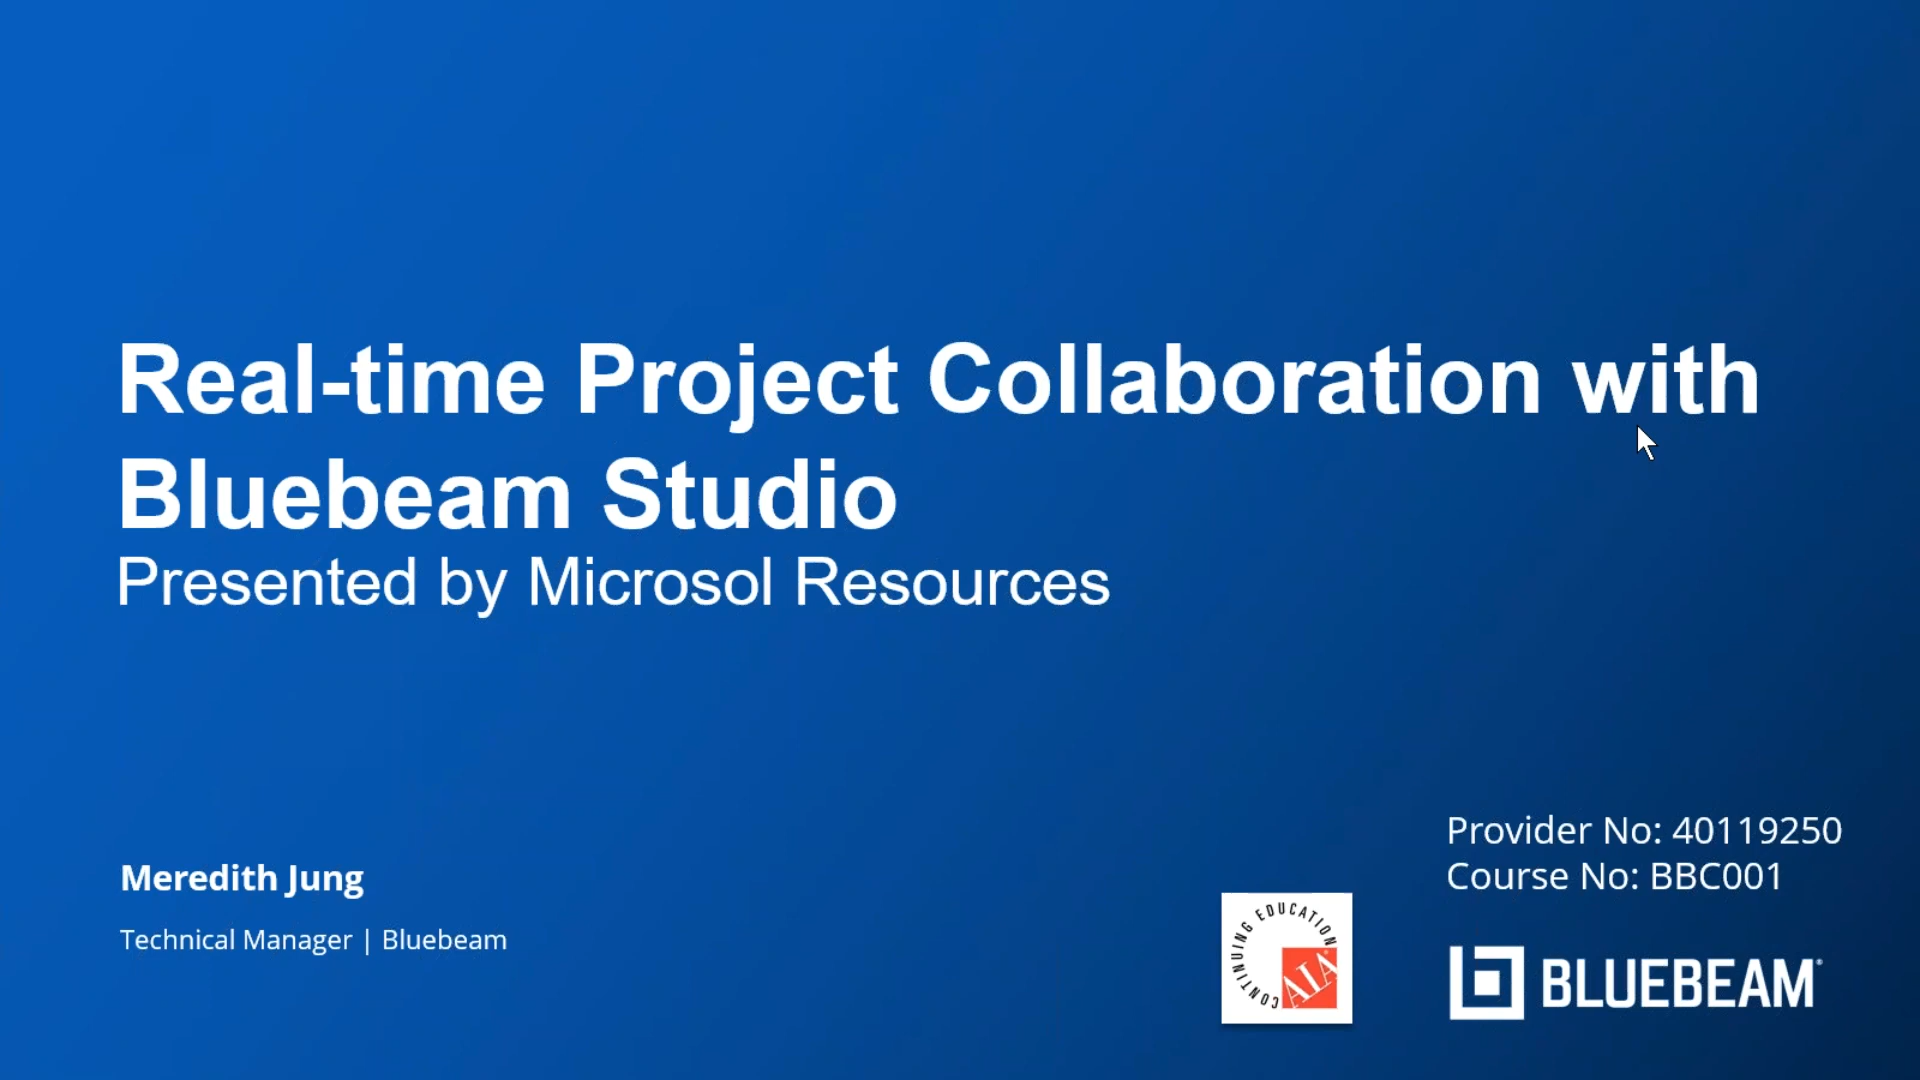 Real-time Project Collaboration with
Bluebeam Studio
Presented by Microsol Resources
Provider No: 40119250
Course No: BBC001
Meredith Jung
Technical Manager | Bluebeam
CONTINUING EDUCATION
AIA
BLUEBEAM®